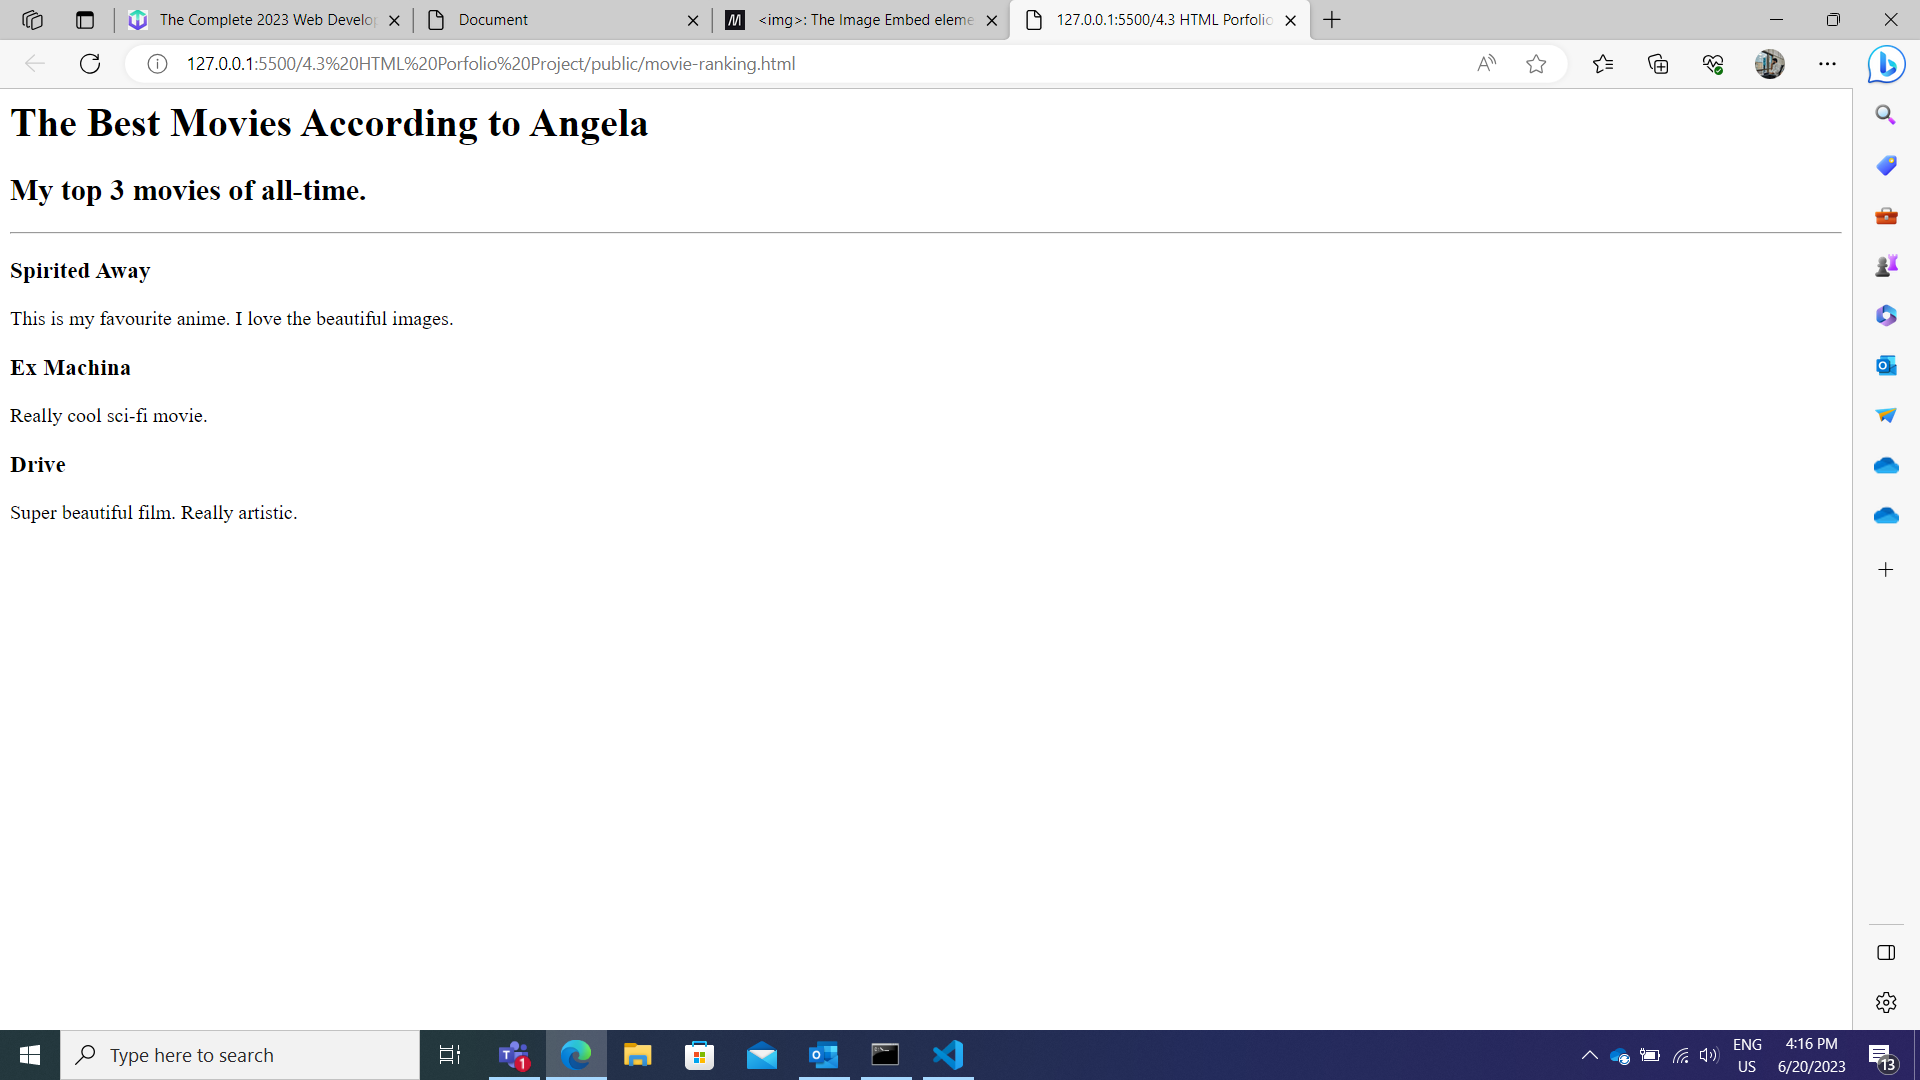 The Complete 2023 Web Develop
Document
<img>: The Image Embed eleme
127.0.0.1:5500/4.3 HTML Porfolio
127.0.0.1:5500/4.3%20HTML%20Porfolio%20Project/public/movie-ranking.html
The Best Movies According to Angela
My top 3 movies of all-time.
Spirited Away
This is my favourite anime. I love the beautiful images.
Ex Machina
Really cool sci-fi movie.
Drive
Super beautiful film. Really artistic.
Type here to search
1
ENG
US
4:16 PM
6/20/2023
13